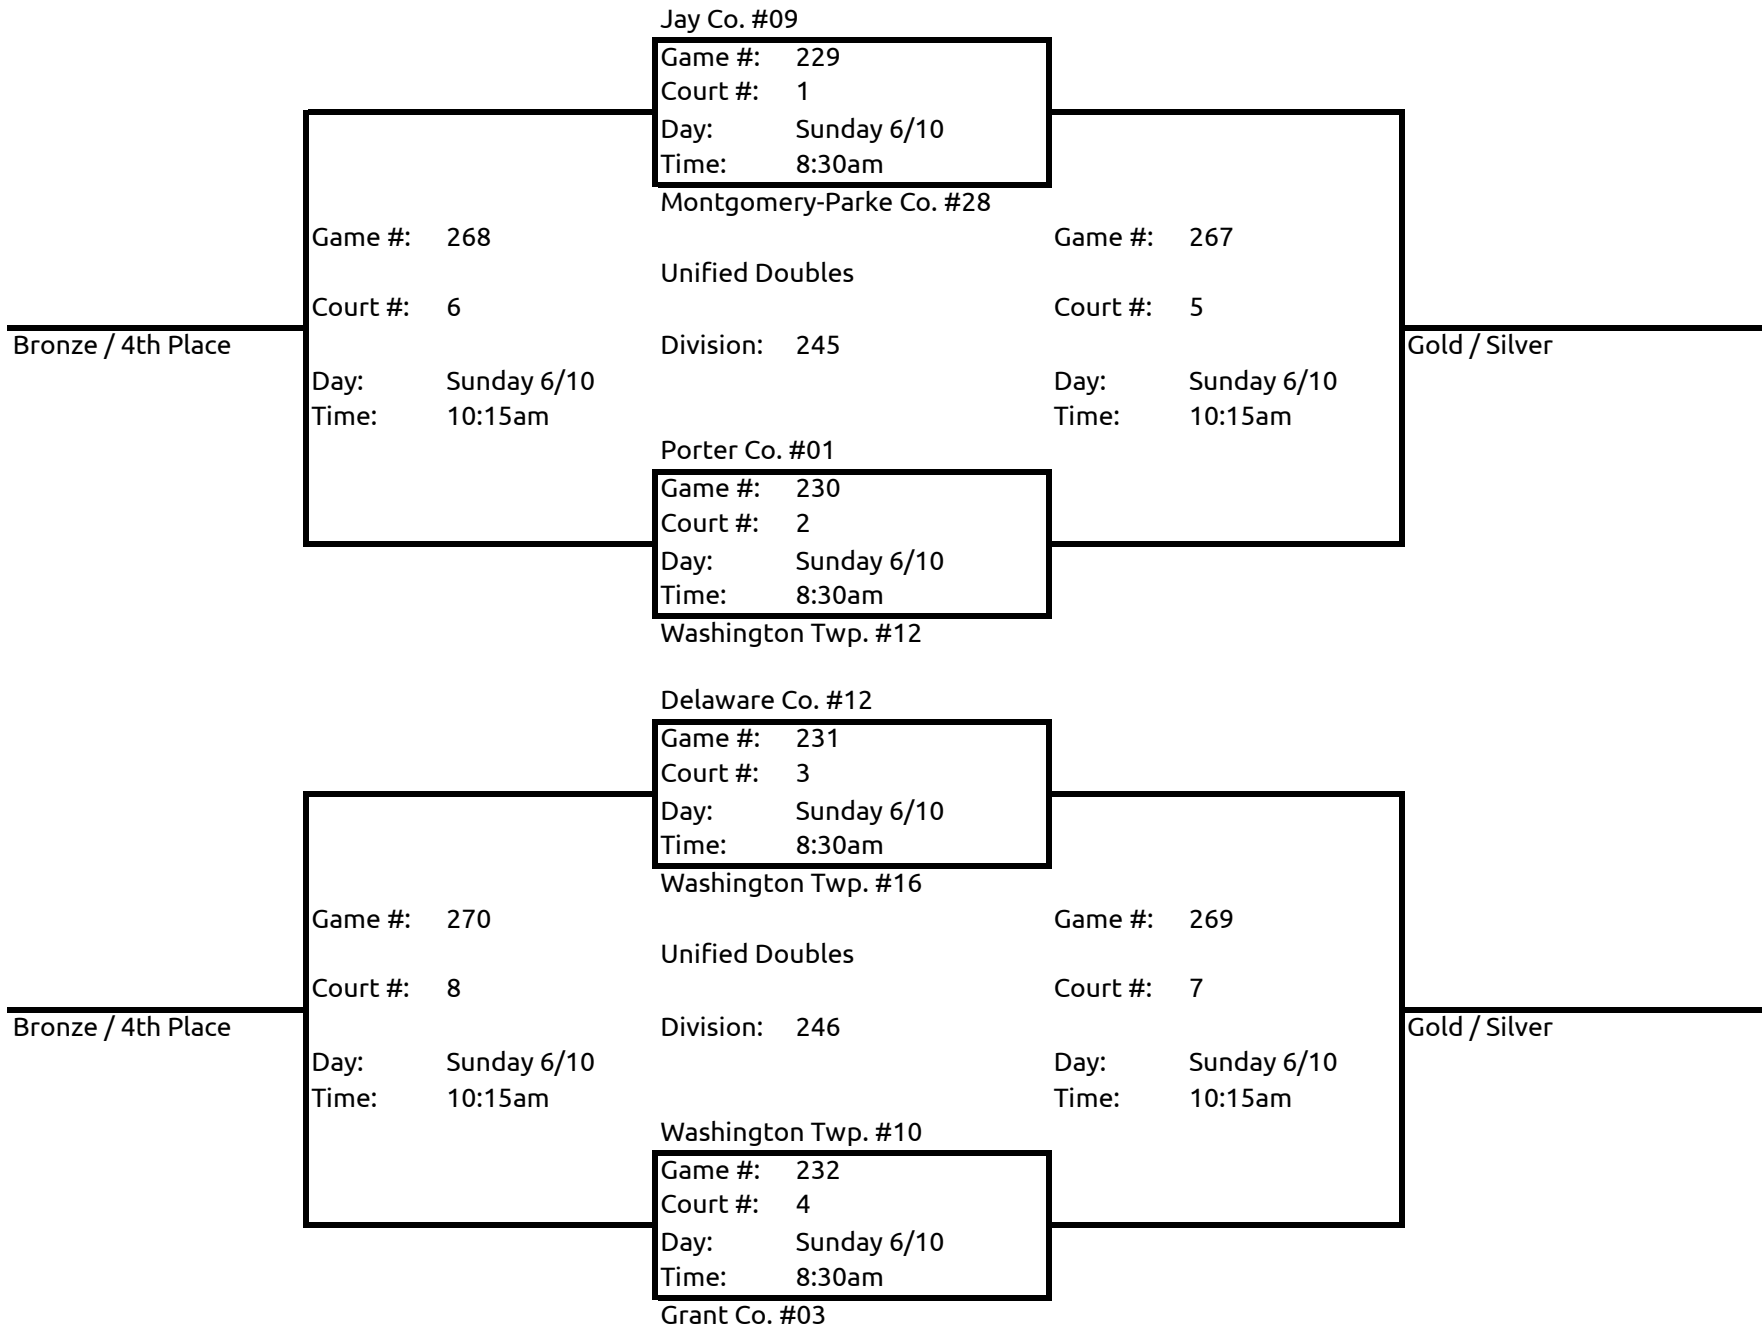 Jay Co. #09
Game #: 229
Court #: 1
Day: Sunday 6/10
Time: 8:30am
Montgomery-Parke Co. #28
Game #: 268 Game #: 267
Unified Doubles
Court #: 6 Court #: 5
Bronze / 4th Place Division: 245 Gold / Silver
Day: Sunday 6/10 Day: Sunday 6/10
Time: 10:15am Time: 10:15am
Porter Co. #01
Game #: 230
Court #: 2
Day: Sunday 6/10
Time: 8:30am
Washington Twp. #12
Delaware Co. #12
Game #: 231
Court #: 3
Day: Sunday 6/10
Time: 8:30am
Washington Twp. #16
Game #: 270 Game #: 269
Unified Doubles
Court #: 8 Court #: 7
Bronze / 4th Place Division: 246 Gold / Silver
Day: Sunday 6/10 Day: Sunday 6/10
Time: 10:15am Time: 10:15am
Washington Twp. #10
Game #: 232
Court #: 4
Day: Sunday 6/10
Time: 8:30am
Grant Co. #03